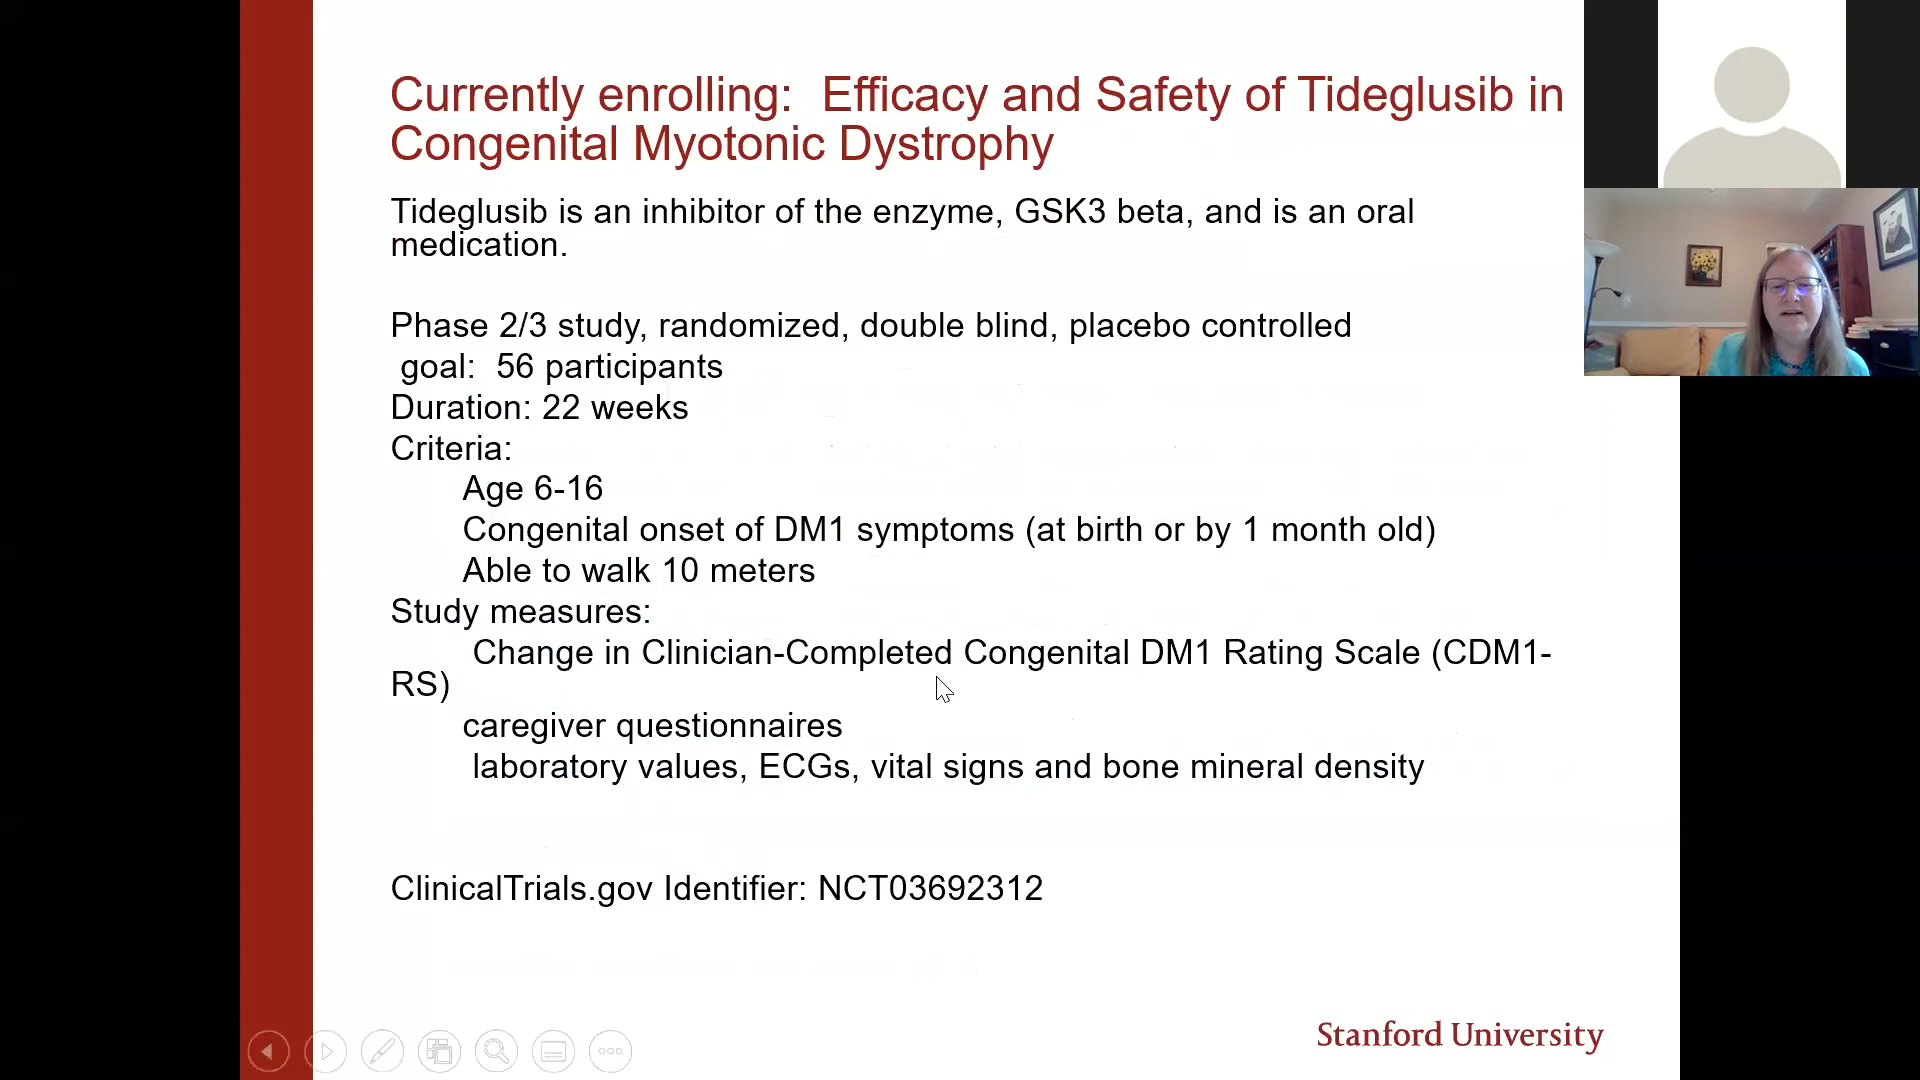 Currently enrolling:  Efficacy and Safety of Tideglusib in
Congenital Myotonic Dystrophy
Tideglusib is an inhibitor of the enzyme, GSK3 beta, and is an oral
medication.
Phase 2/3 study, randomized, double blind, placebo controlled
goal:  56 participants
Duration: 22 weeks
Criteria:
Age 6-16
Congenital onset of DM1 symptoms (at birth or by 1 month old)
Able to walk 10 meters
Study measures:
Change in Clinician-Completed Congenital DM1 Rating Scale (CDM1-
RS)
caregiver questionnaires
laboratory values, ECGs, vital signs and bone mineral density
ClinicalTrials.gov Identifier: NCT03692312
Stanford University